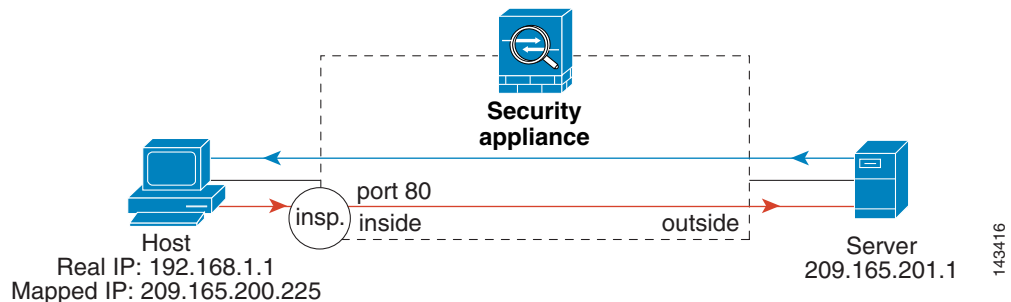 Security
appliance
port 80
insp.
inside
outside
Host
Real IP: 192.168.1.1
Mapped IP: 209.165.200.225
Server
209.165.201.1
143416